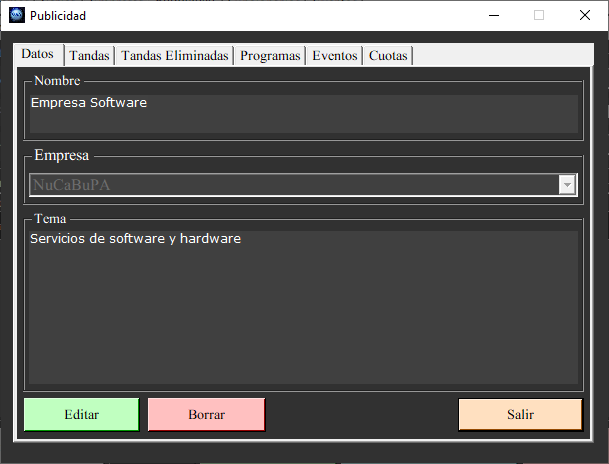 Publicidad
Datos Tandas Tandas Eliminadas Programas Eventos Cuotas
Nombre
Empresa Software
Empresa
NuCaBuPA
Tema
Servicios de software y hardware
Editar Borrar Salir